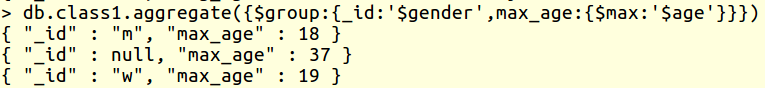 > db.class1.aggregate({$group:{_id:'$gender',max_age:{$max:'$age'}}})
{ "_id" : "m", "max_age" : 18 }
{ "_id" : null, "max_age" : 37 }
{ "_id" : "w", "max_age" : 19 }